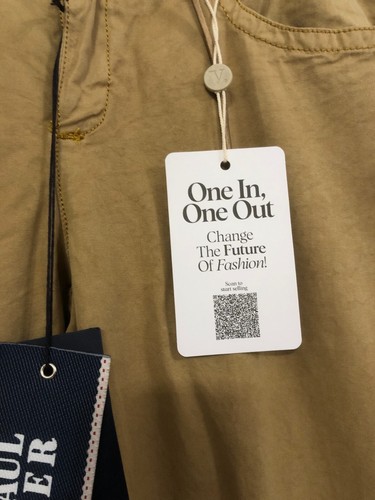 V
One In,
One Out
Change
The Future
Of Fashion!
Scan to
start selling
AUL
ER